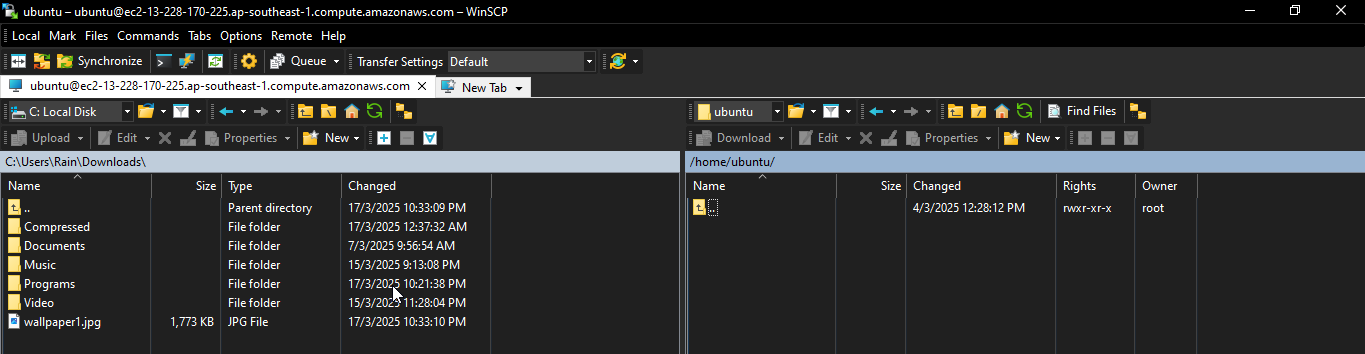 ubuntu – ubuntu@ec2-13-228-170-225.ap-southeast-1.compute.amazonaws.com – WinSCP
Local Mark Files Commands Tabs Options Remote Help
Synchronize Queue Transfer Settings Default
ubuntu@ec2-13-228-170-225.ap-southeast-1.compute.amazonaws.com New Tab
C: Local Disk
Upload Edit Properties New
C:\Users\Rain\Downloads\
Name Size Type Changed
.. Parent directory 17/3/2025 10:33:09 PM
Compressed File folder 17/3/2025 12:37:32 AM
Documents File folder 7/3/2025 9:56:54 AM
Music File folder 15/3/2025 9:13:08 PM
Programs File folder 17/3/2025 10:21:38 PM
Video File folder 15/3/2025 11:28:04 PM
wallpaper1.jpg 1,773 KB JPG File 17/3/2025 10:33:10 PM
ubuntu Find Files
Download Edit Properties New
/home/ubuntu/
Name Size Changed Rights Owner
.. 4/3/2025 12:28:12 PM rwxr-xr-x root